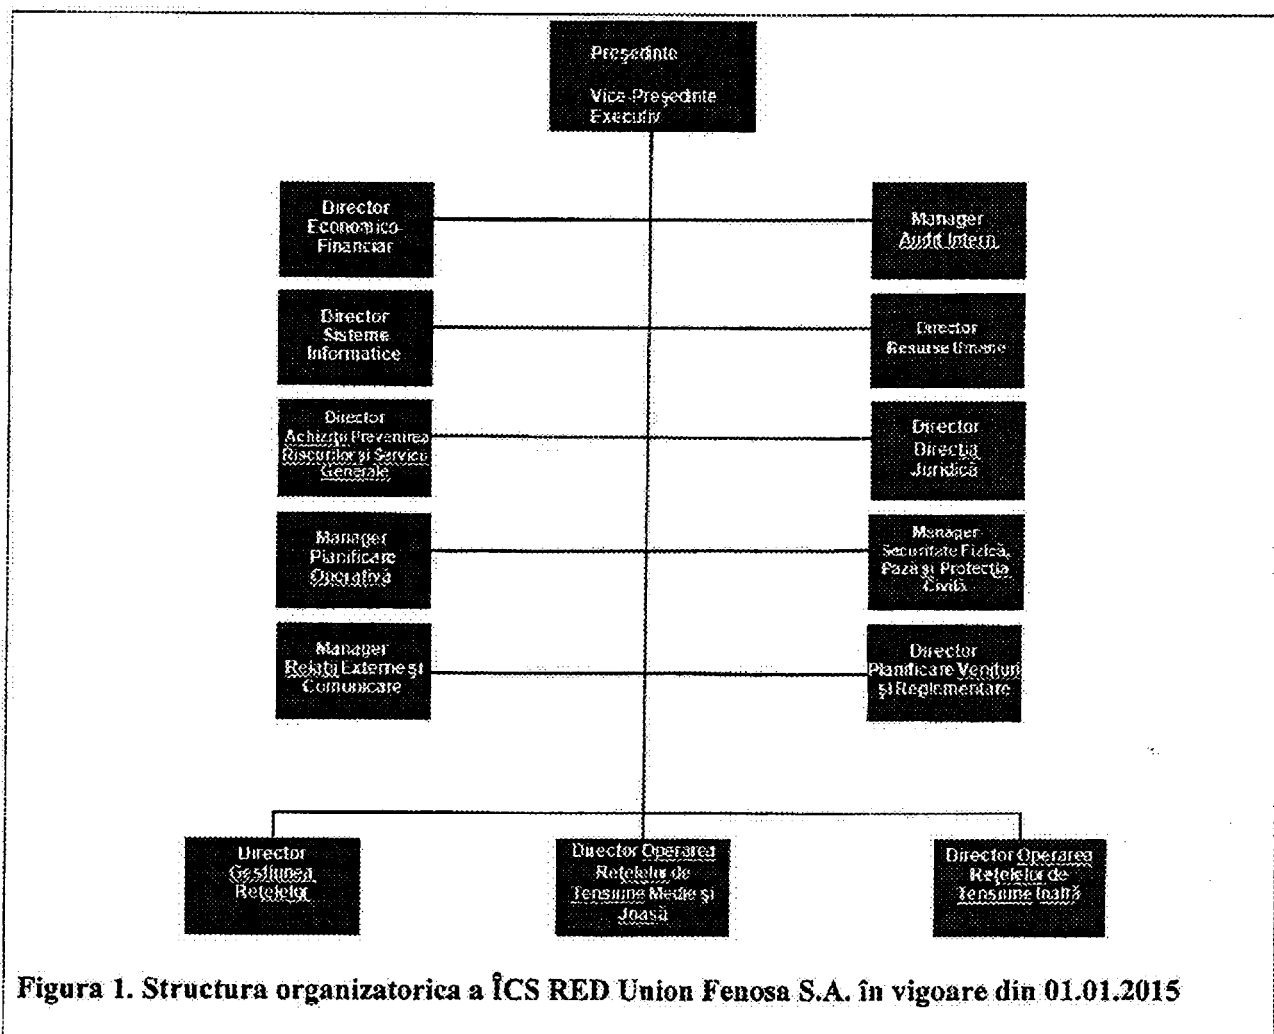 Președinte
Vice-Președinte
Executiv
Director
Economico-
Financiar
Manager
Audit Intern
Director
Sisteme
Informatice
Director
Resurse Umane
Director
Achiziții Prevenirea
Riscurilor și Servicii
Generale
Director
Direcția
Juridică
Manager
Planificare
Operativă
Manager
Securitate Fizică,
Pază și Protecția
Civilă
Manager
Relații Externe și
Comunicare
Director
Planificare Venituri
și Reglementare
Director
Gestiunea
Rețelelor
Director Operarea
Rețelelor de
Tensiune Medie și
Joasă
Director Operarea
Rețelelor de
Tensiune Înaltă
Figura 1. Structura organizatorica a ÎCS RED Union Fenosa S.A. în vigoare din 01.01.2015